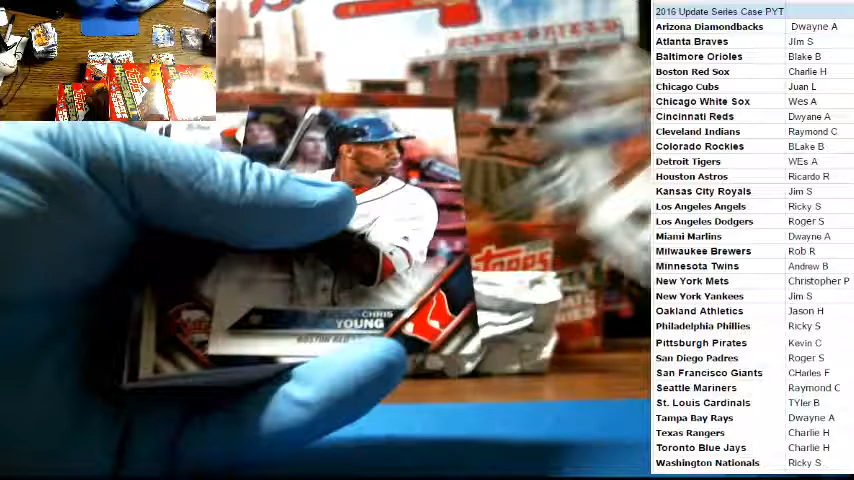 TOPPS
CHRIS
YOUNG
BOSTON RED
2016 Update Series Case PYT
Arizona Diamondbacks Dwayne A
Atlanta Braves Jim S
Baltimore Orioles Blake B
Boston Red Sox Charlie H
Chicago Cubs Juan L
Chicago White Sox Wes A
Cincinnati Reds Dwyane A
Cleveland Indians Raymond C
Colorado Rockies BLake B
Detroit Tigers WEs A
Houston Astros Ricardo R
Kansas City Royals Jim S
Los Angeles Angels Ricky S
Los Angeles Dodgers Roger S
Miami Marlins Dwayne A
Milwaukee Brewers Rob R
Minnesota Twins Andrew B
New York Mets Christopher P
New York Yankees Jim S
Oakland Athletics Jason H
Philadelphia Phillies Ricky S
Pittsburgh Pirates Kevin C
San Diego Padres Roger S
San Francisco Giants CHarles F
Seattle Mariners Raymond C
St. Louis Cardinals TYler B
Tampa Bay Rays Dwayne A
Texas Rangers Charlie H
Toronto Blue Jays Charlie H
Washington Nationals Ricky S